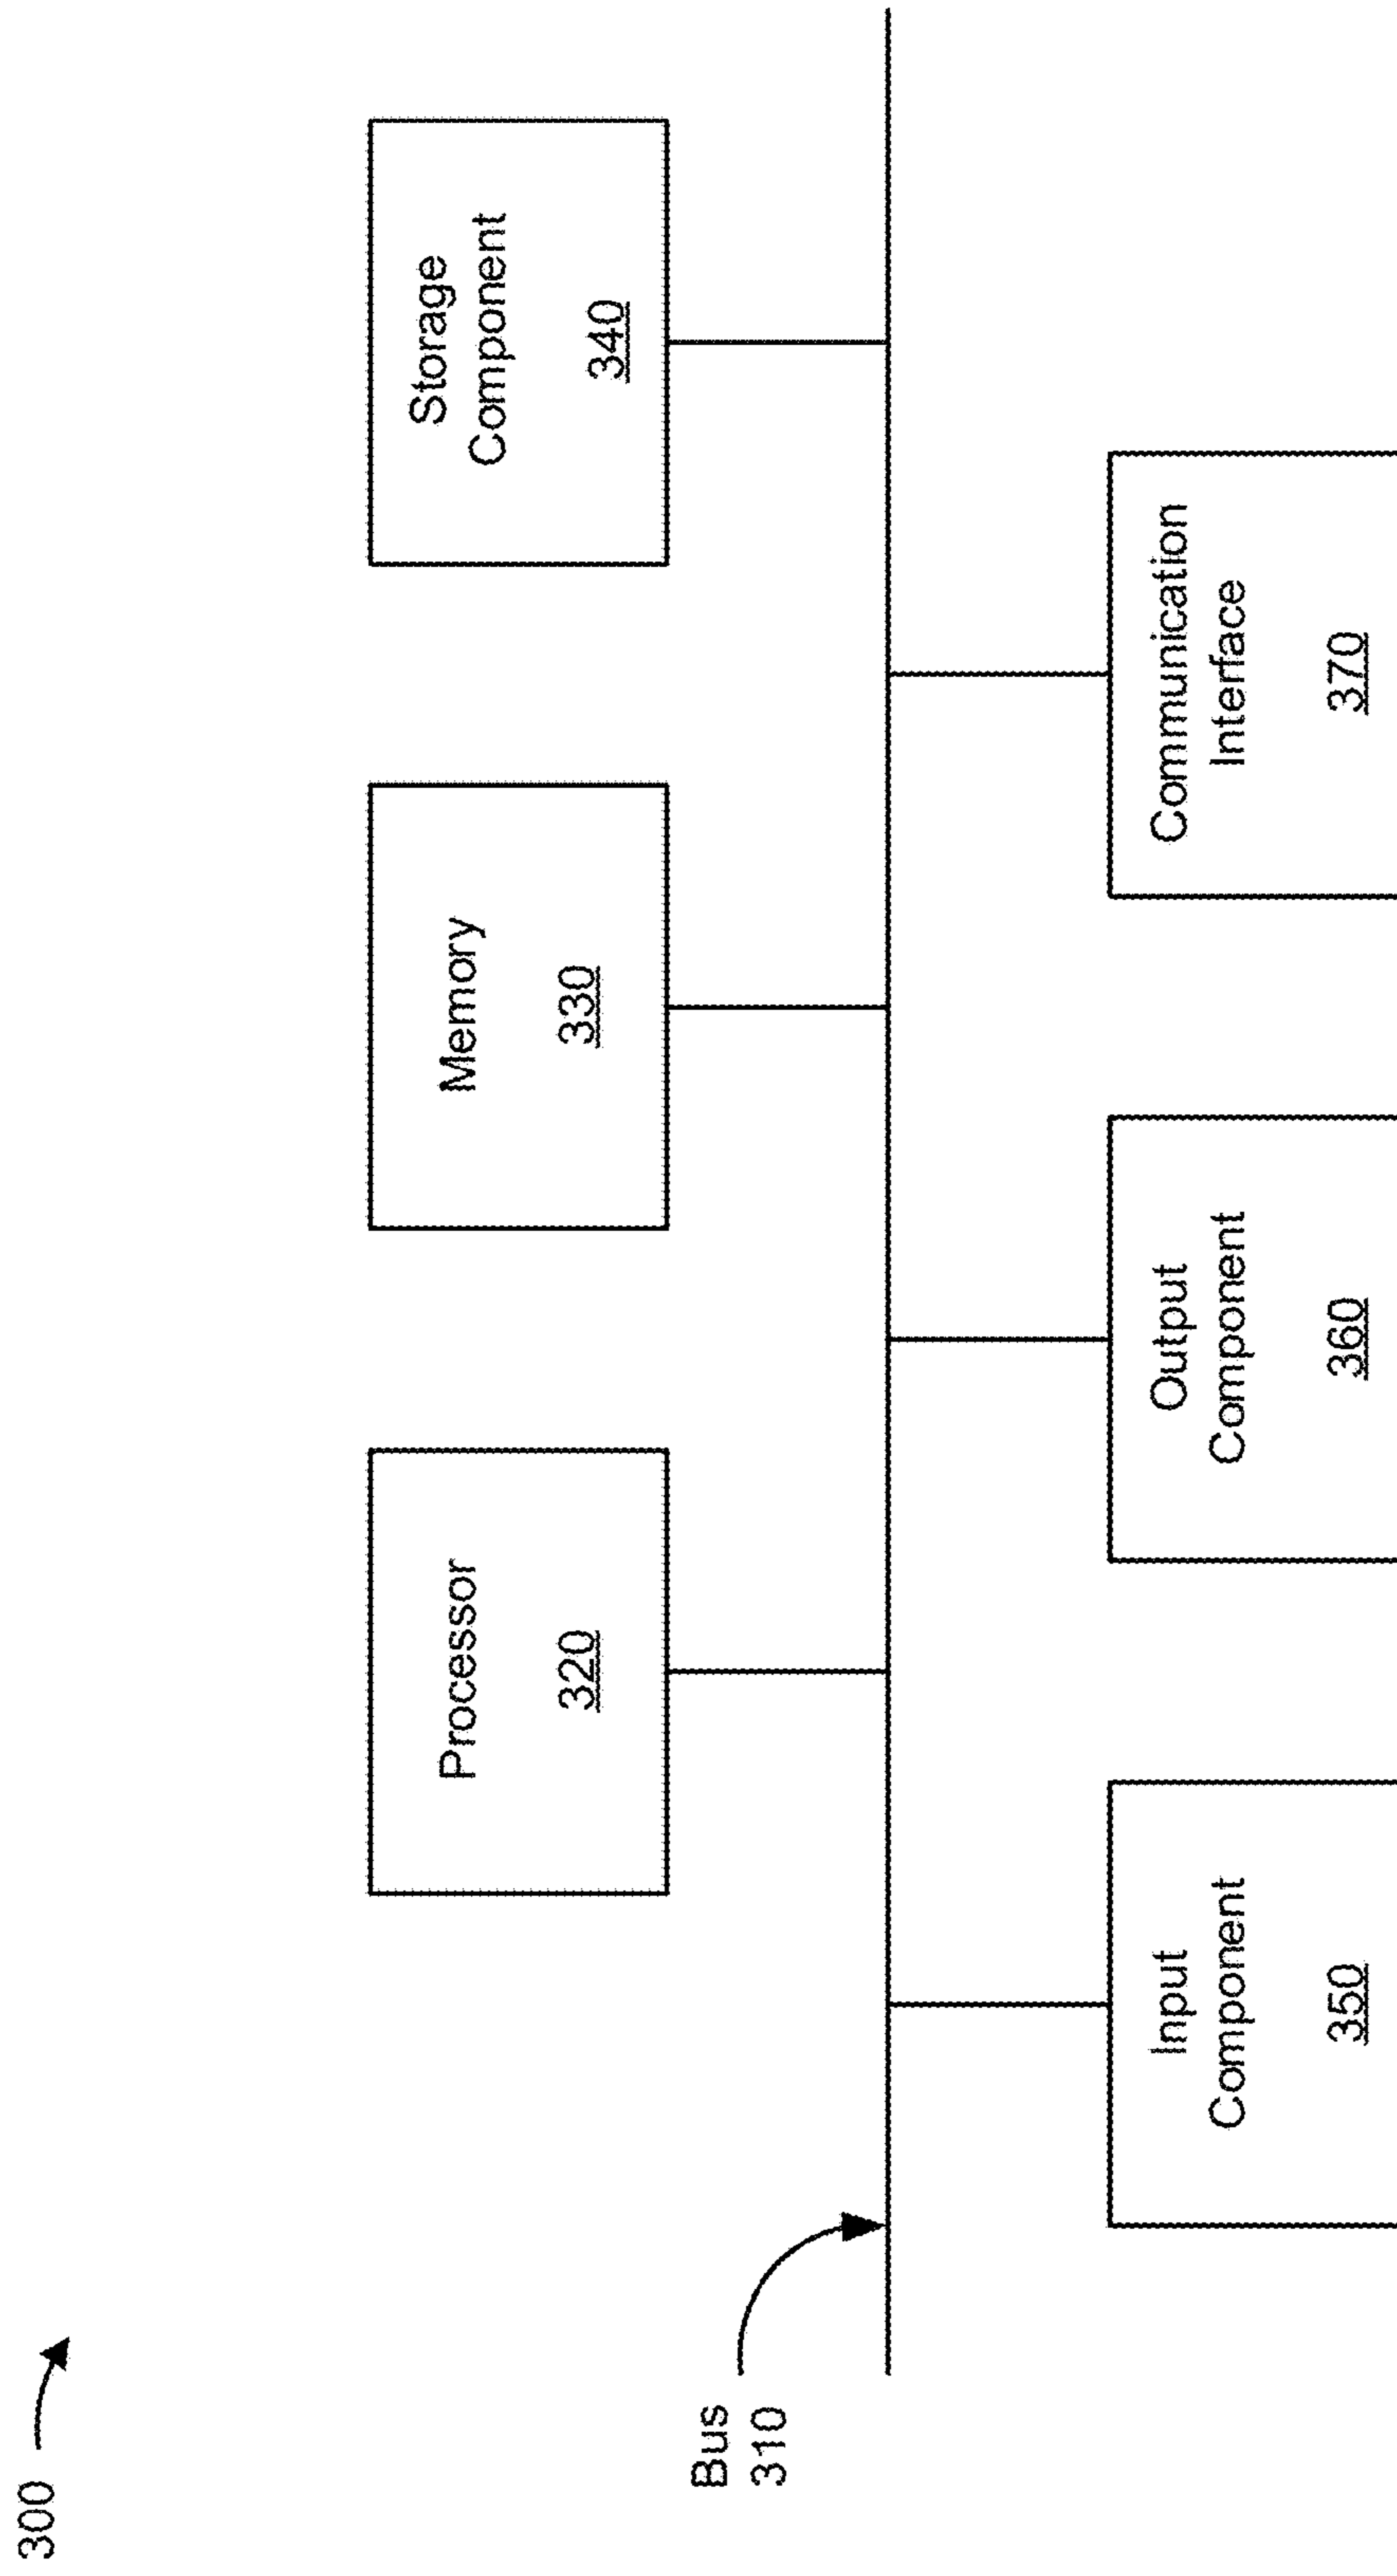 300
Processor
320
Memory
330
Storage
Component
340
Bus
310
Input
Component
350
Output
Component
360
Communication
Interface
370